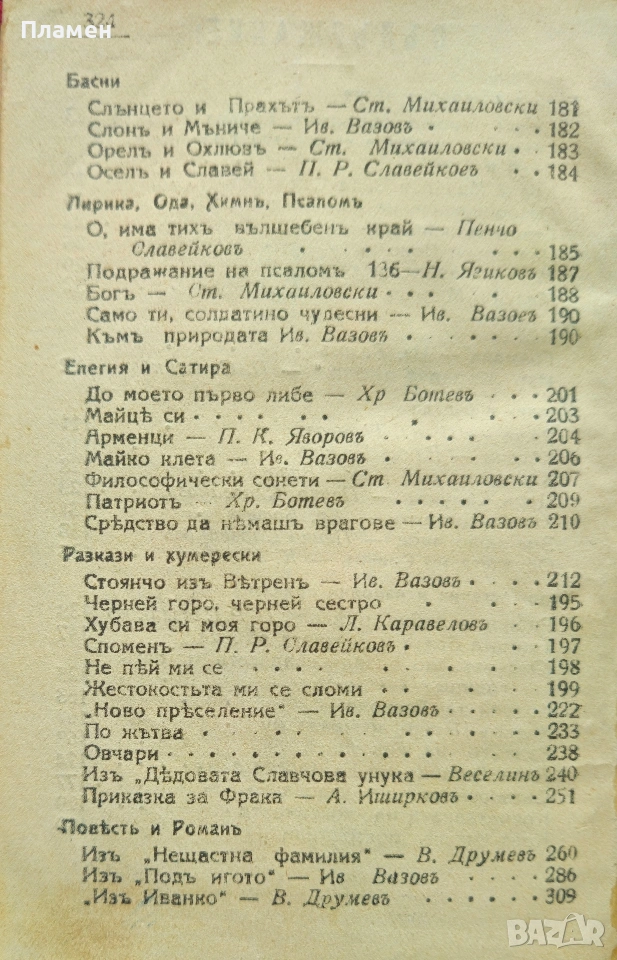 Пламен
324
Басни
Слънцето и Прахътъ — Ст. Михаиловски 181
Слонъ и Мъниче — Ив. Вазовъ 182
Орелъ и Охлювъ — Ст. Михаиловски 183
Оселъ и Славей — П. Р. Славейкоев 184
Лирика, Ода, Химнъ, Псаломъ
О, има тихъ вълшебенъ край — Пенчо
Славейковъ 185
Подражание на псаломъ 136 — Н. Язиковъ 187
Богъ — Ст. Михаиловски 188
Само ти, солдатино чудесни — Ив. Вазовъ 190
Къмъ природата Ив. Вазовъ 190
Елегия и Сатира
До моето първо либе — Хр Ботевъ 201
Майцѣ си 203
Арменци — П. К. Яворовъ 204
Майко клета — Ив. Вазовъ 206
Философически сонети — Ст Михаиловски 207
Патриотъ Хр. Ботевъ 209
Срѣдство да нѣмашъ врагове — Ив. Вазовъ 210
Разкази и хумерески
Стоянчо изъ Вѣтренъ — Ив. Вазовъ 212
Черней горо, черней сестро 195
Хубава си моя горо — Л. Каравеловъ 196
Споменъ — П. Р. Славейковъ 197
Не пѣй ми се 198
Жестокостьта ми се сломи 199
„Ново прѣселение“ — Ив. Вазовъ 222
По жътва 233
Овчари 238
Изъ „Дѣдовата Славчова унука — Веселинъ 240
Приказка за Фрака — А. Иширковъ 251
Повѣсть и Романъ
Изъ „Нещастна фамилия“ — В. Друмевъ 260
Изъ „Подъ игото“ — Ив Вазовъ 286
„Изъ Иванко“ — В. Друмевъ 309
BAZAR